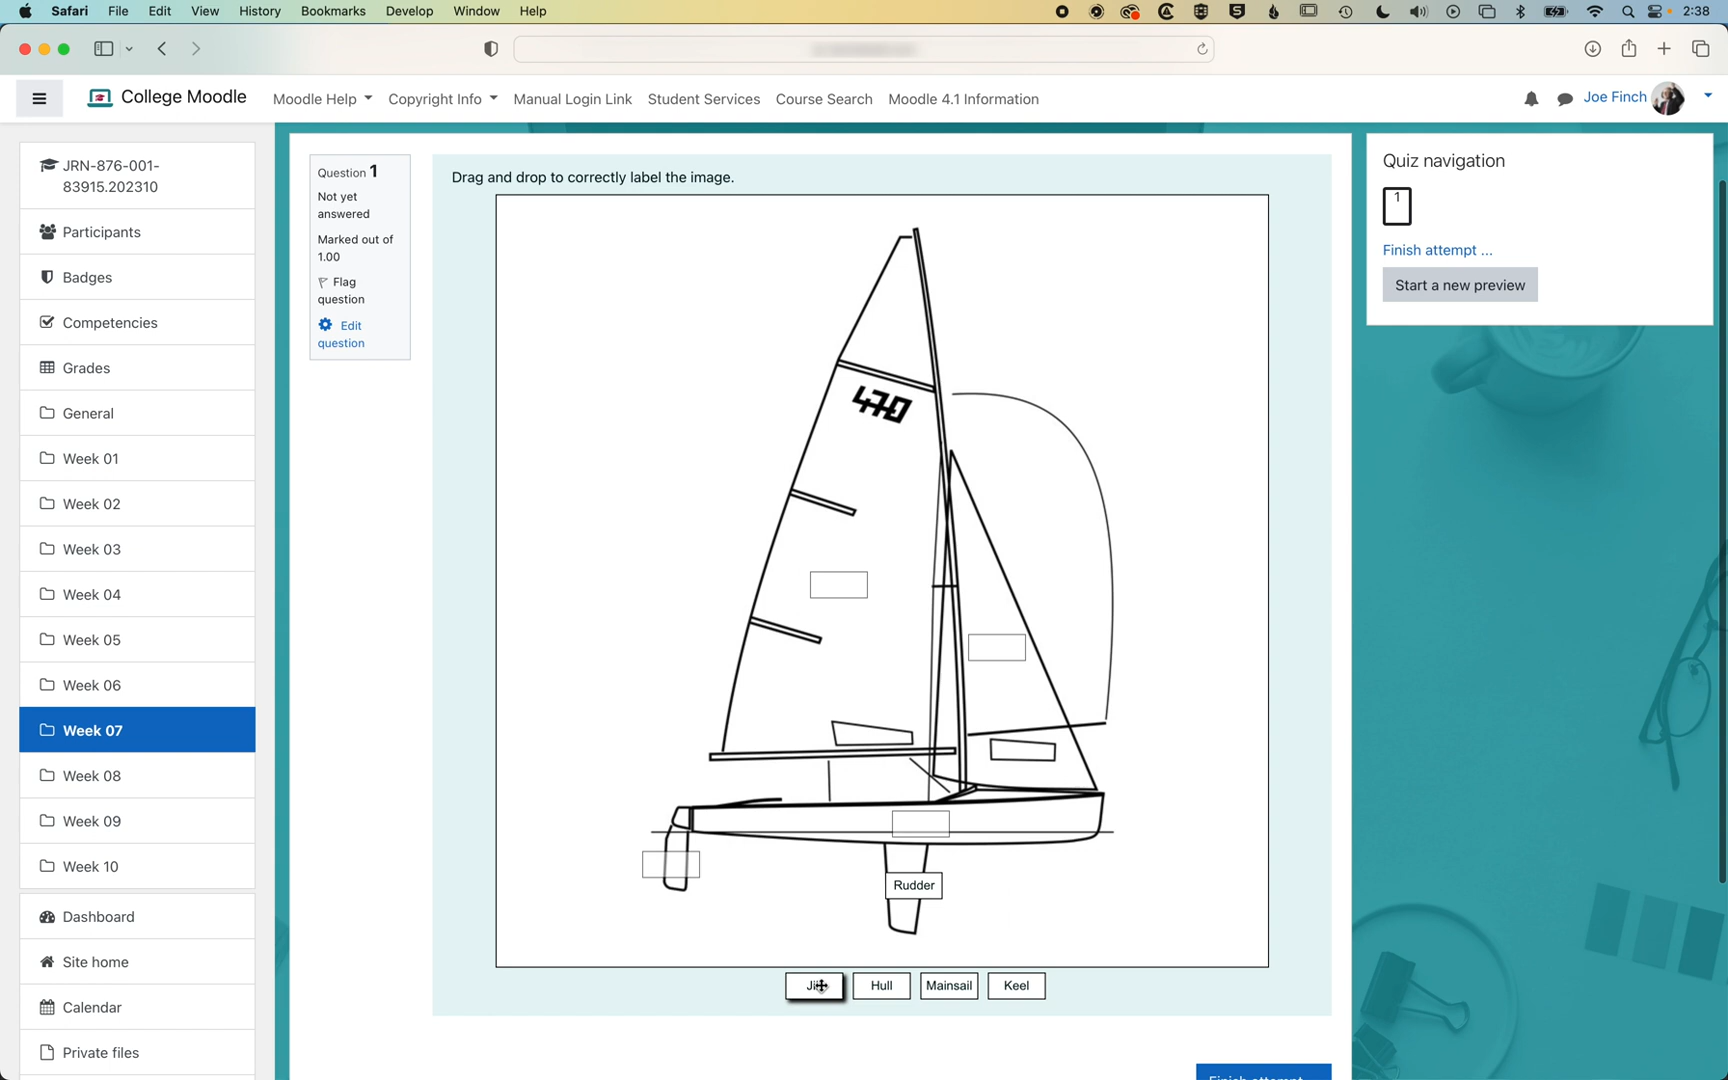 Safari File Edit View History Bookmarks Develop Window Help 2:38
College Moodle Moodle Help Copyright Info Manual Login Link Student Services Course Search Moodle 4.1 Information Joe Finch
JRN-876-001-
83915.202310
Participants
Badges
Competencies
Grades
General
Week 01
Week 02
Week 03
Week 04
Week 05
Week 06
Week 07
Week 08
Week 09
Week 10
Dashboard
Site home
Calendar
Private files
Question 1
Not yet
answered
Marked out of
1.00
Flag
question
Edit
question
Drag and drop to correctly label the image.
470
Rudder
Hull Mainsail Keel
Quiz navigation
1
Finish attempt ...
Start a new preview